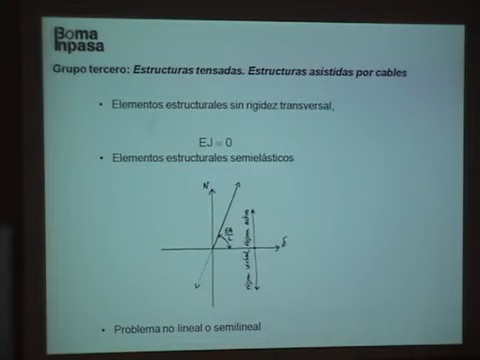 Boma
Inpasa
Grupo tercero: Estructuras tensadas. Estructuras asistidas por cables
• Elementos estructurales sin rigidez transversal,
EJ = 0
• Elementos estructurales semielásticos
N
EA
δ
• Problema no lineal o semilineal